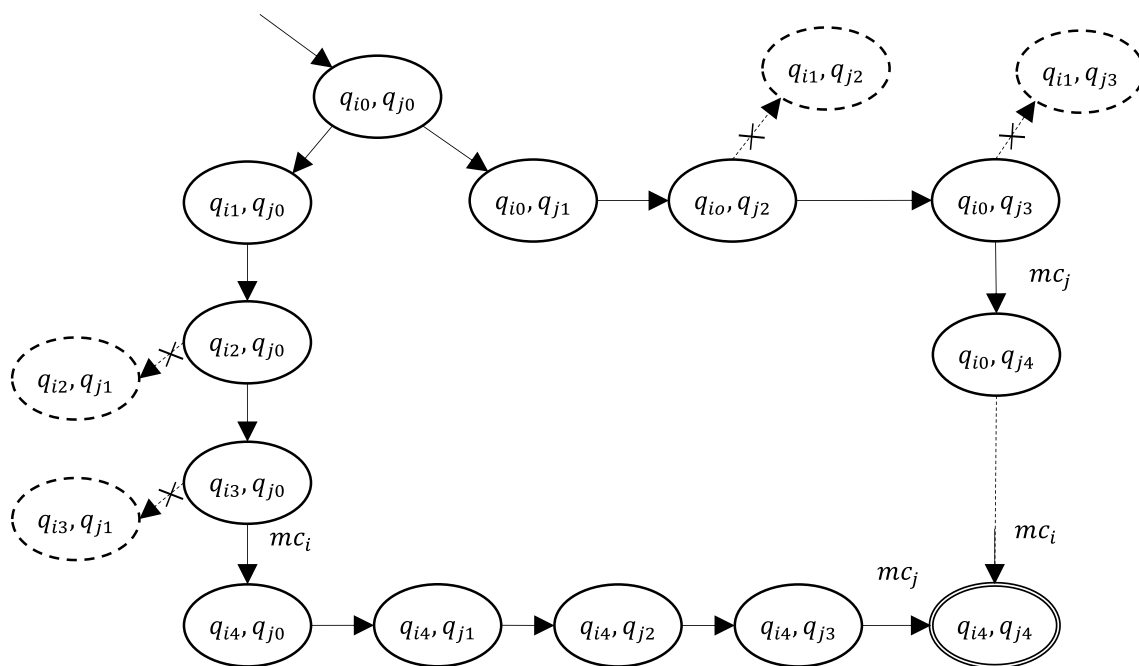 q_{i1}, q_{j2}
q_{i1}, q_{j3}
q_{i0}, q_{j0}
q_{i1}, q_{j0}
q_{i0}, q_{j1}
q_{io}, q_{j2}
q_{i0}, q_{j3}
mc_j
q_{i2}, q_{j0}
q_{i0}, q_{j4}
q_{i2}, q_{j1}
q_{i3}, q_{j0}
q_{i3}, q_{j1}
mc_i
mc_i
mc_j
q_{i4}, q_{j0}
q_{i4}, q_{j1}
q_{i4}, q_{j2}
q_{i4}, q_{j3}
q_{i4}, q_{j4}